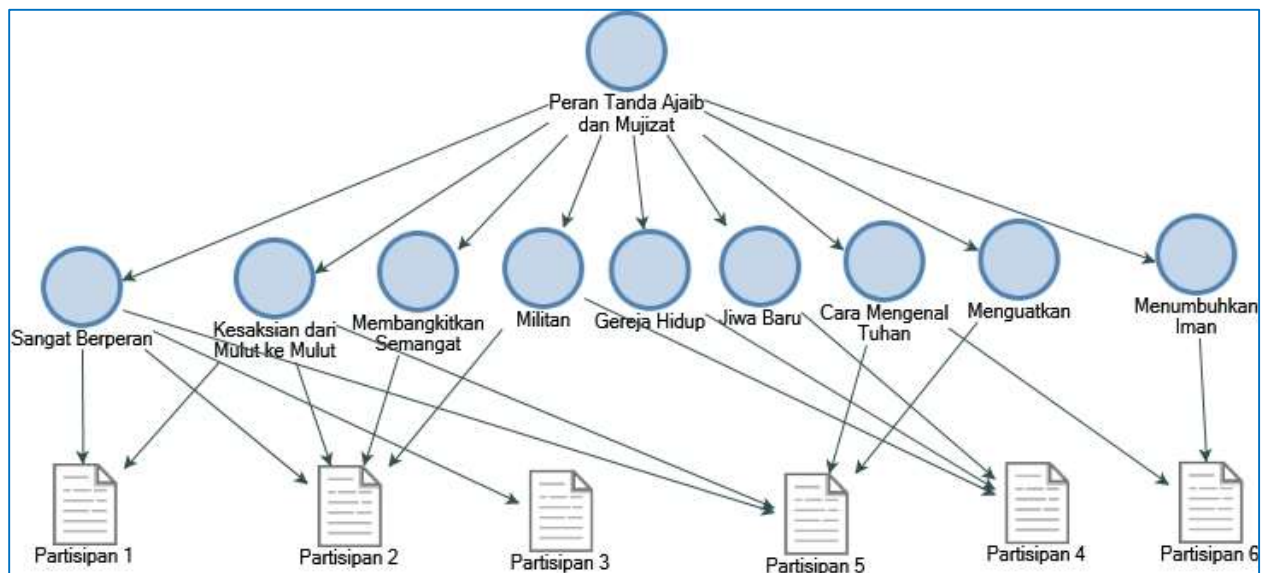 Peran Tanda Ajaib
dan Mujizat
Sangat Berperan
Kesaksian dari
Mulut ke Mulut
Membangkitkan
Semangat
Militan
Gereja Hidup
Jiwa Baru
Cara Mengenal
Tuhan
Menguatkan
Menumbuhkan
Iman
Partisipan 1
Partisipan 2
Partisipan 3
Partisipan 5
Partisipan 4
Partisipan 6